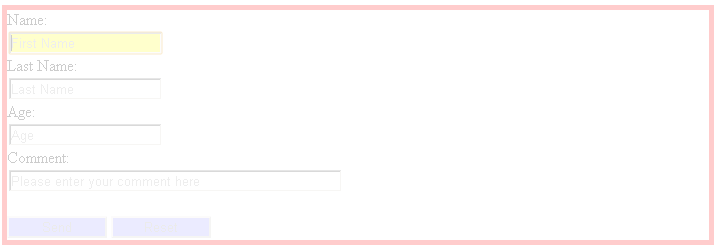 Name:
First Name
Last Name:
Last Name
Age:
Age
Comment:
Please enter your comment here